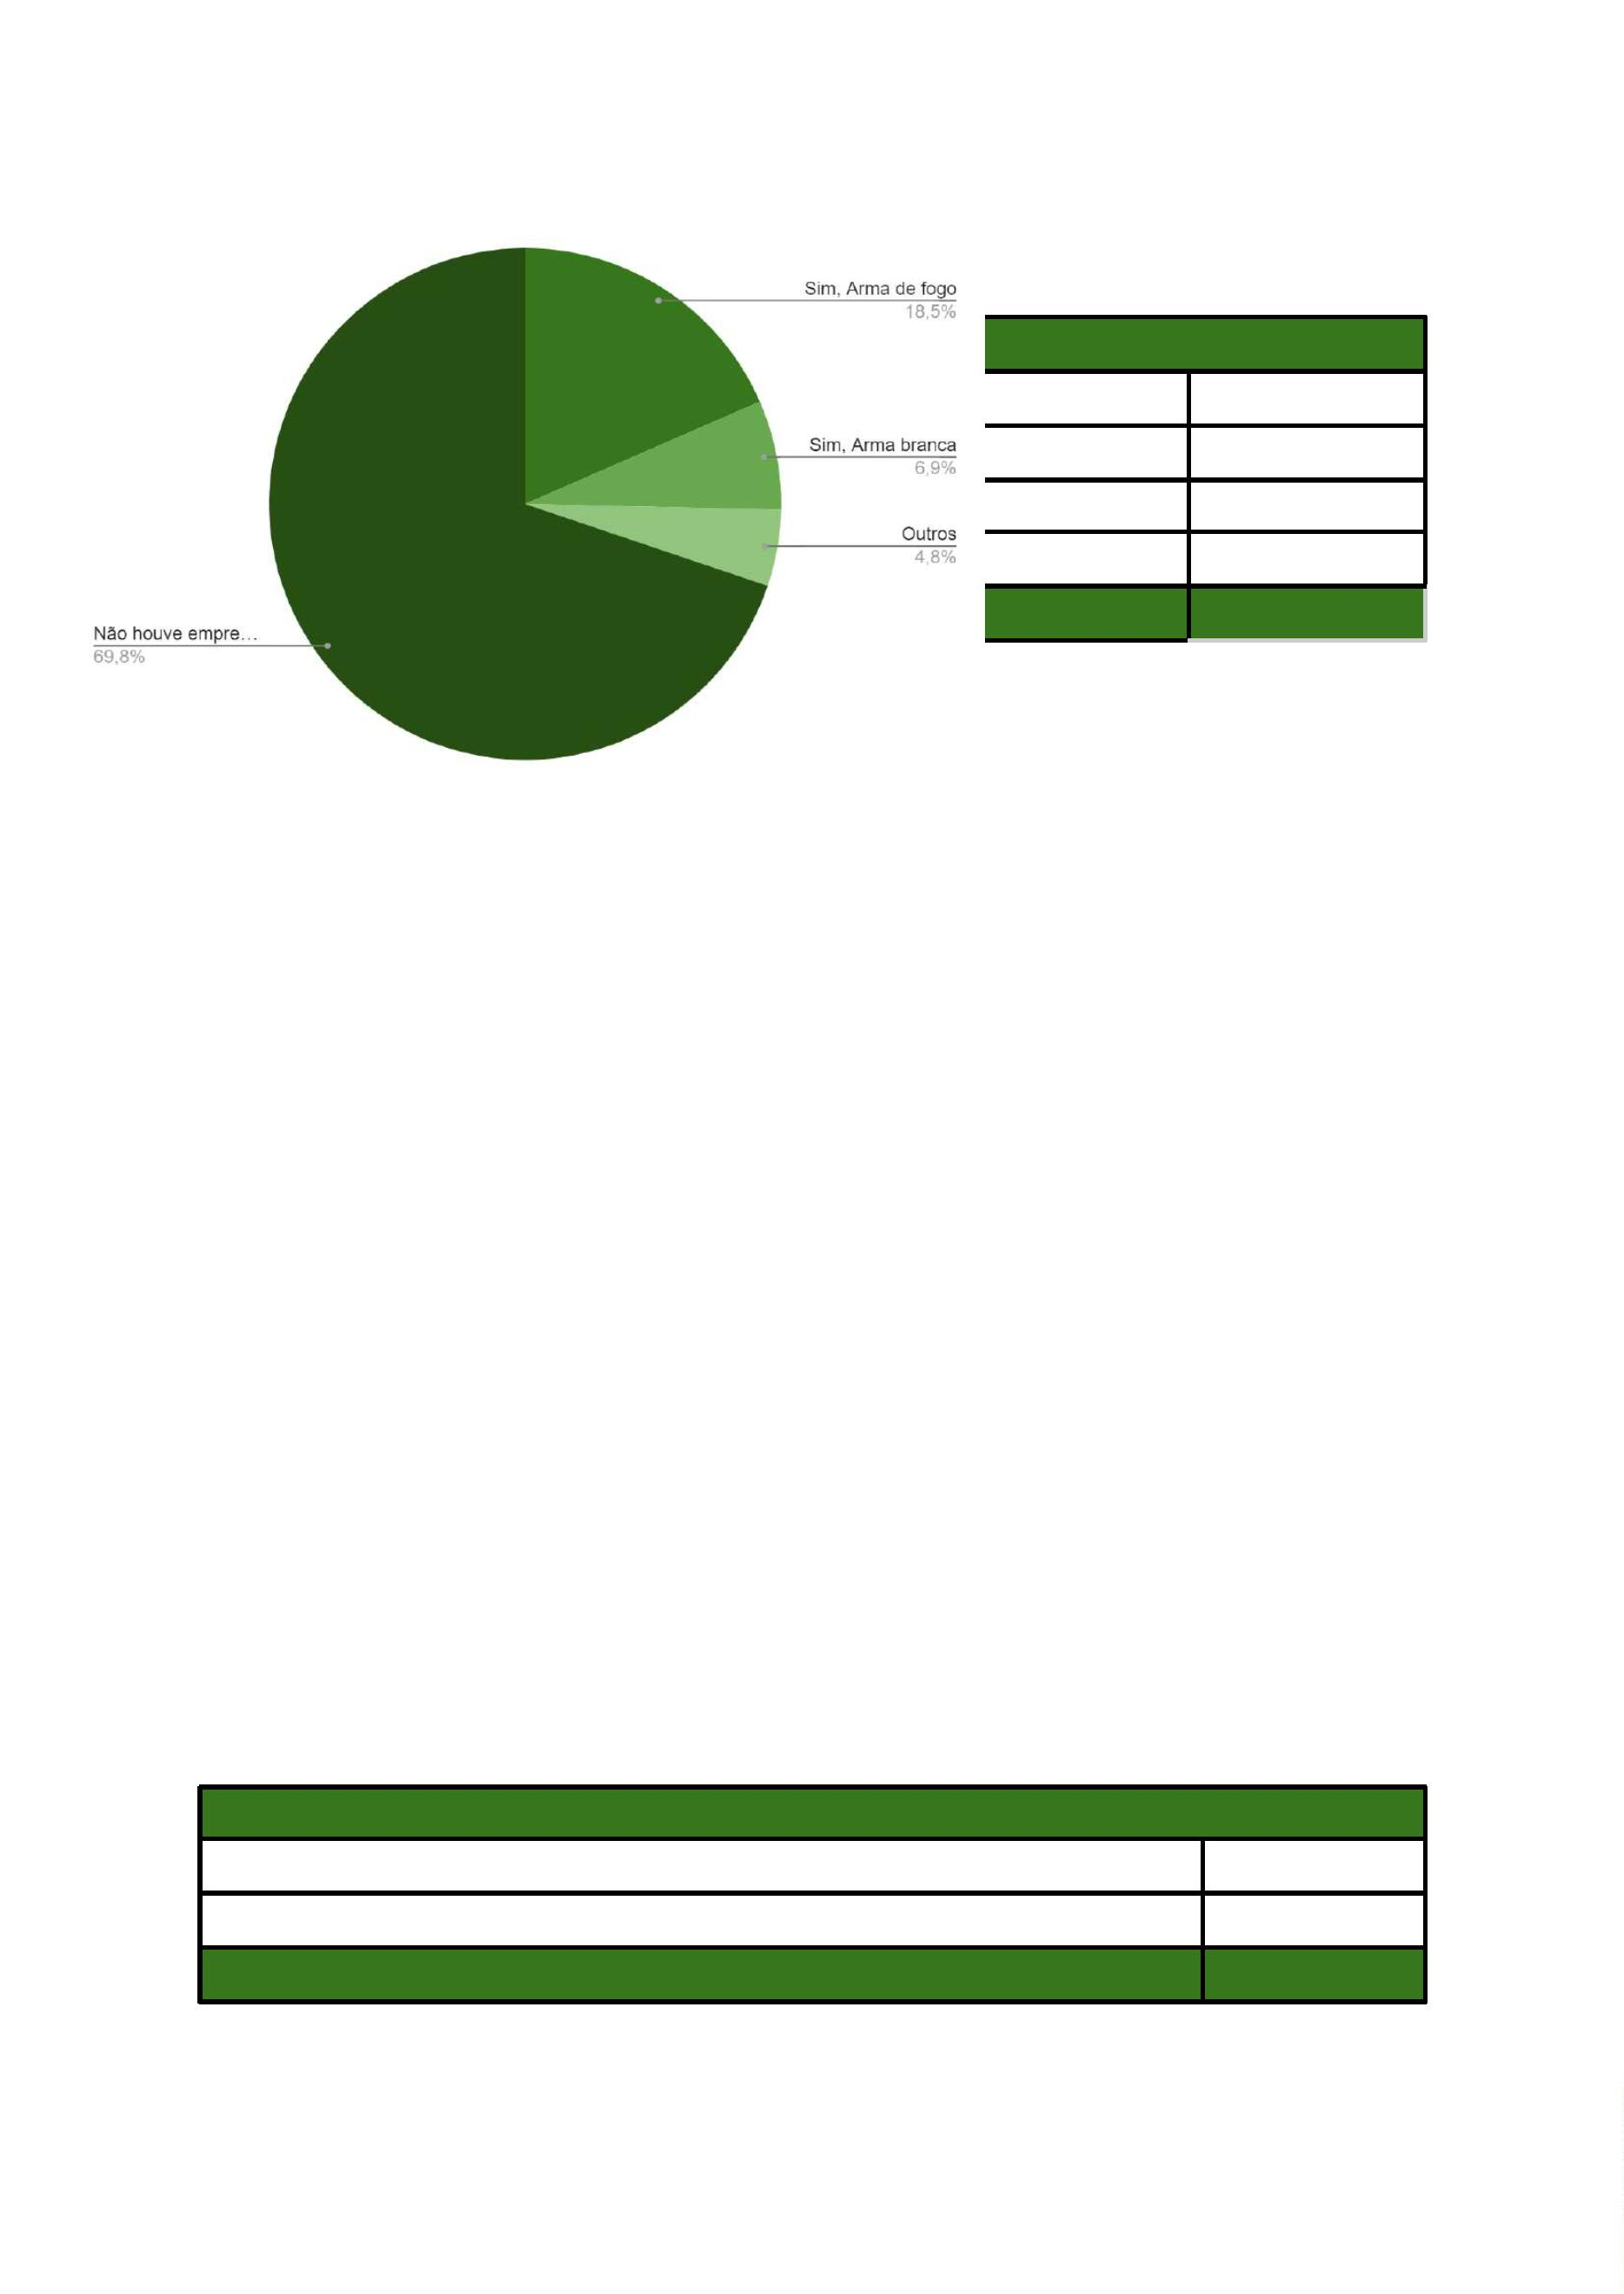 Sim, Arma de fogo
18,5%
Sim, Arma branca
6,9%
Outros
4,8%
Não houve empre…
69,8%